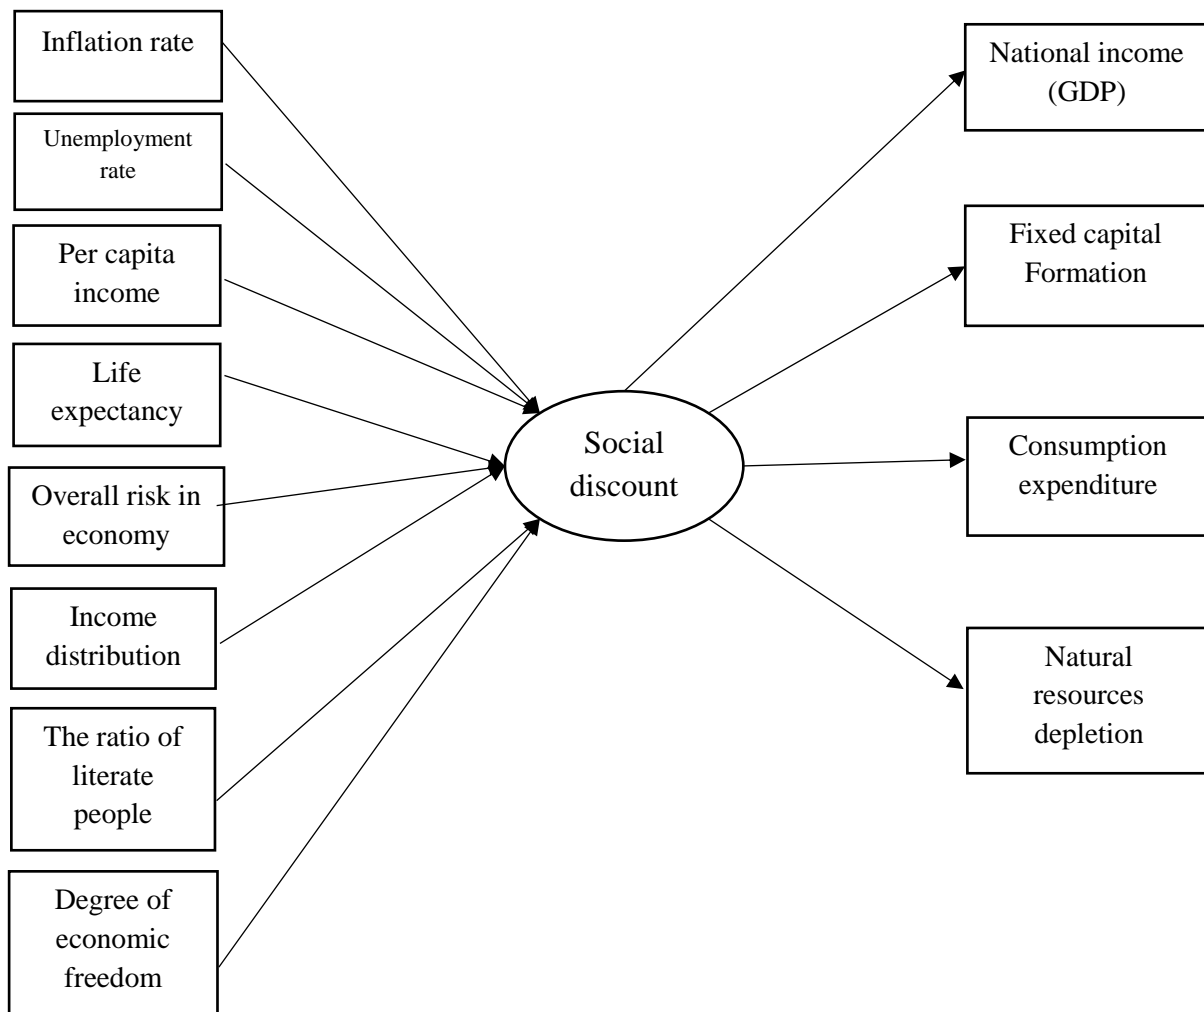 Inflation rate
Unemployment
rate
Per capita
income
Life
expectancy
Overall risk in
economy
Income
distribution
The ratio of
literate
people
Degree of
economic
freedom
Social
discount
National income
(GDP)
Fixed capital
Formation
Consumption
expenditure
Natural
resources
depletion